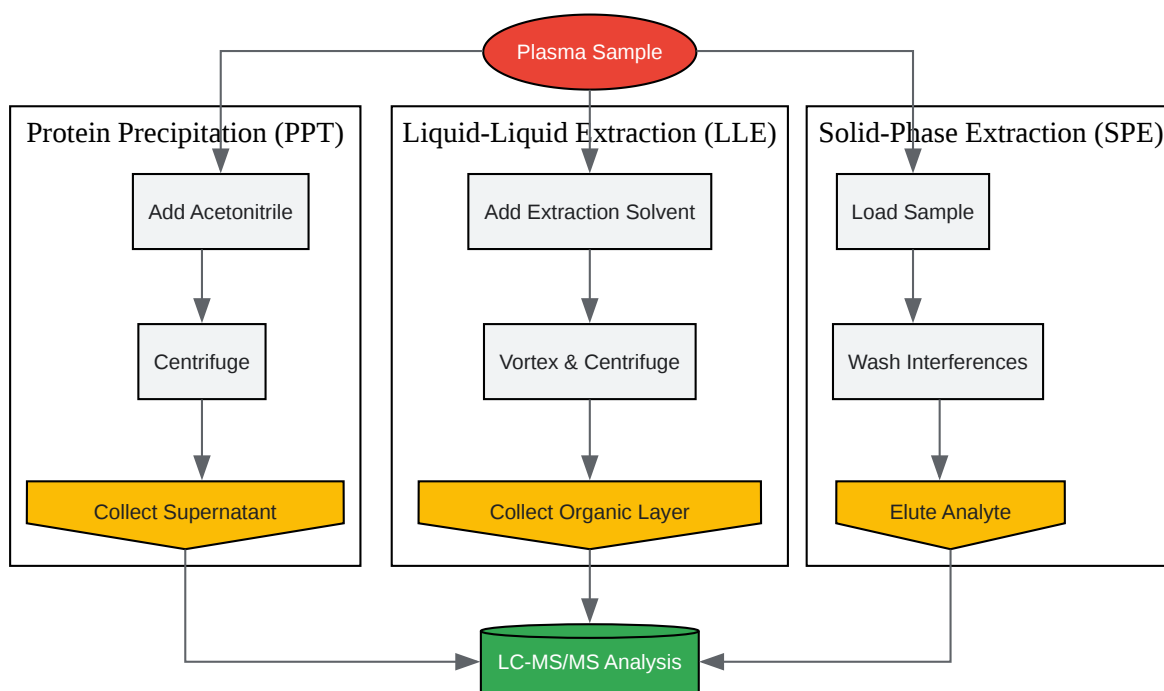 Plasma Sample
Protein Precipitation (PPT)
Add Acetonitrile
Centrifuge
Collect Supernatant
Liquid-Liquid Extraction (LLE)
Add Extraction Solvent
Vortex & Centrifuge
Collect Organic Layer
Solid-Phase Extraction (SPE)
Load Sample
Wash Interferences
Elute Analyte
LC-MS/MS Analysis